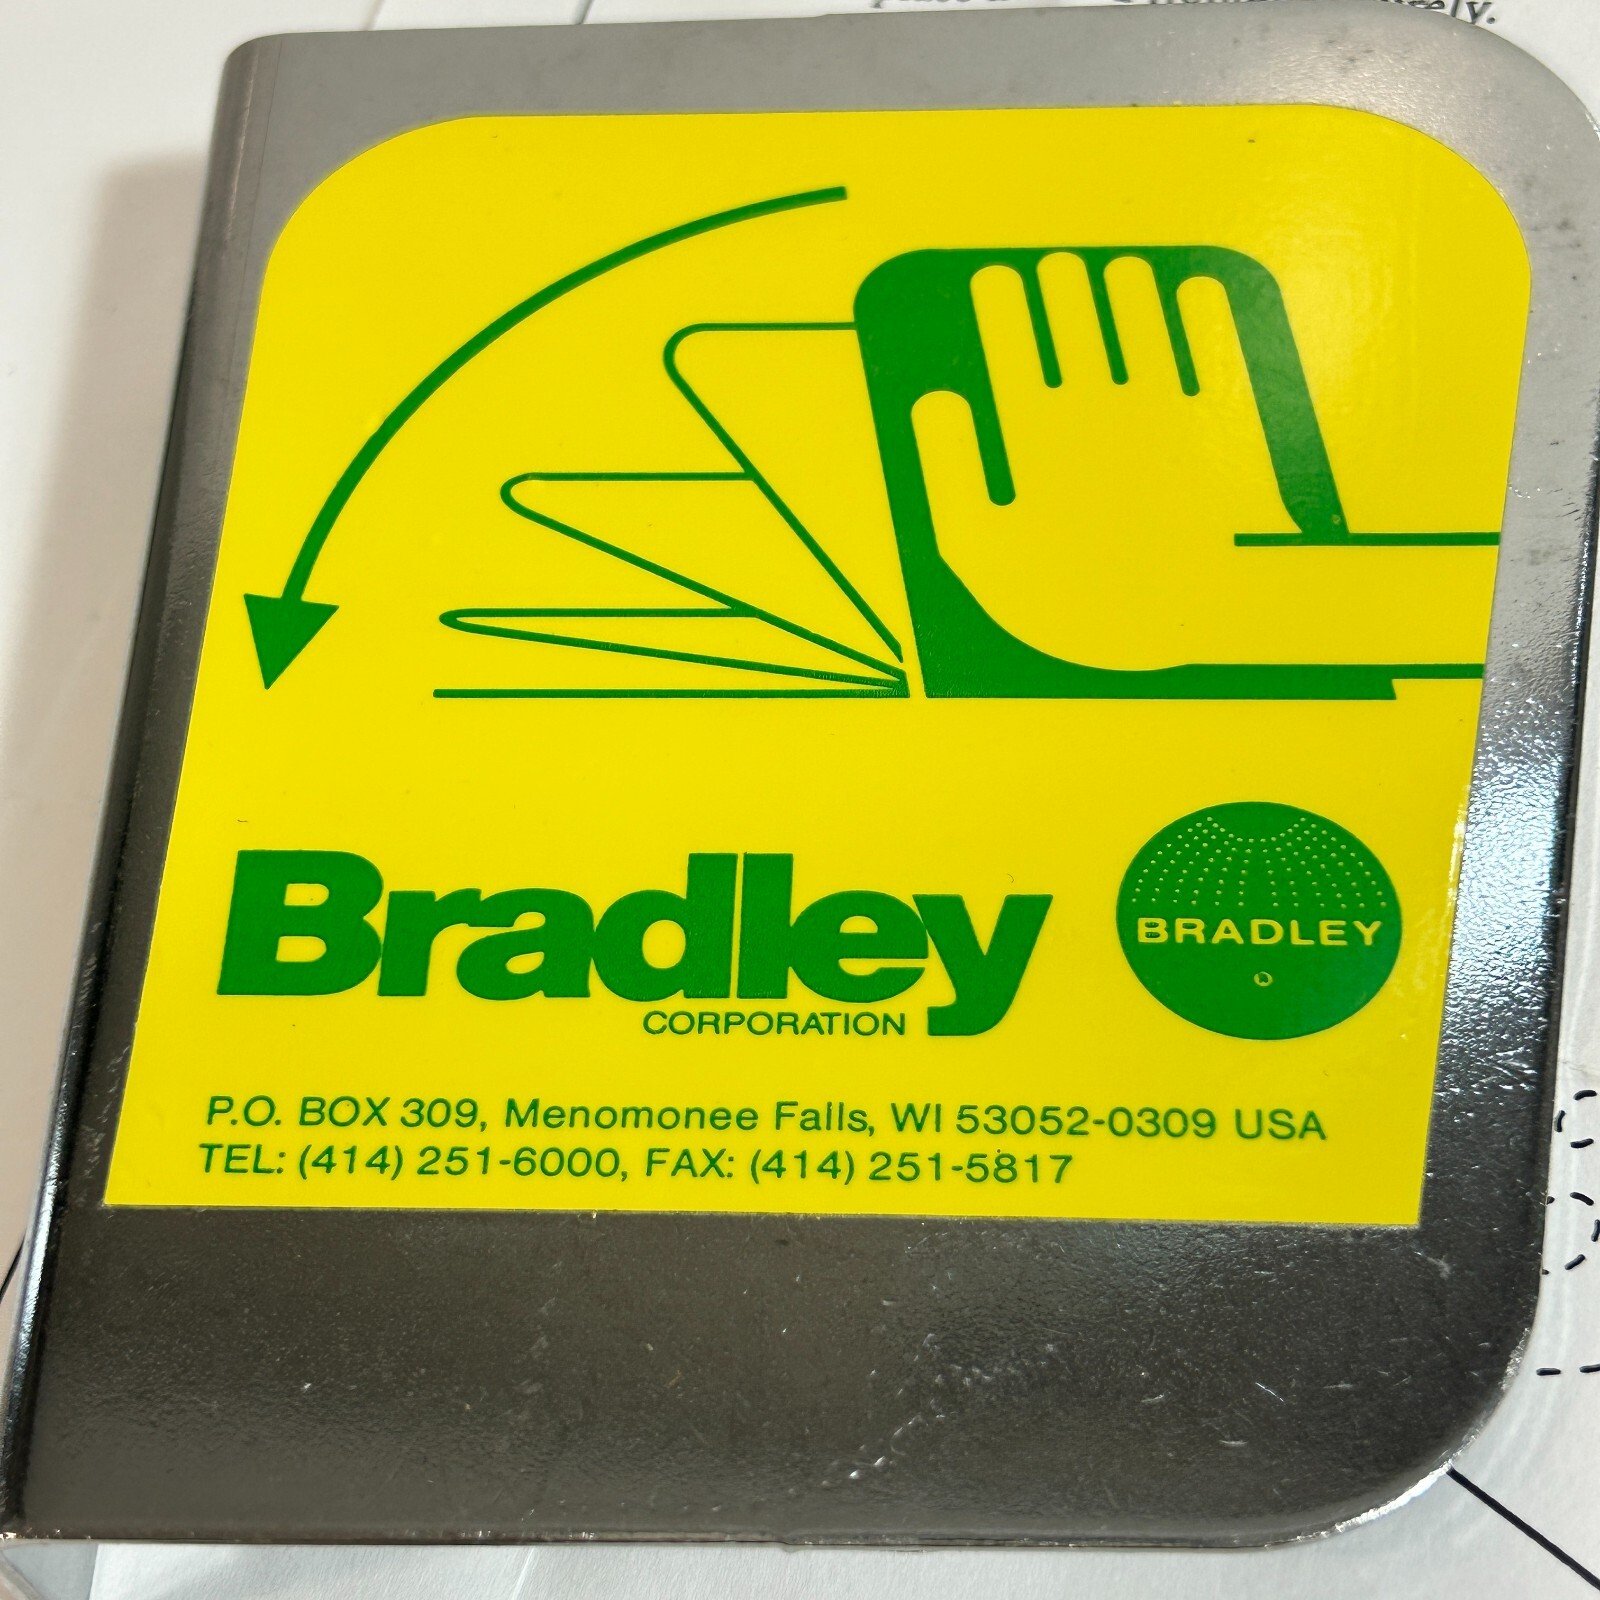 Bradley
CORPORATION
BRADLEY
P.O. BOX 309, Menomonee Falls, WI 53052-0309 USA
TEL: (414) 251-6000, FAX: (414) 251-5817